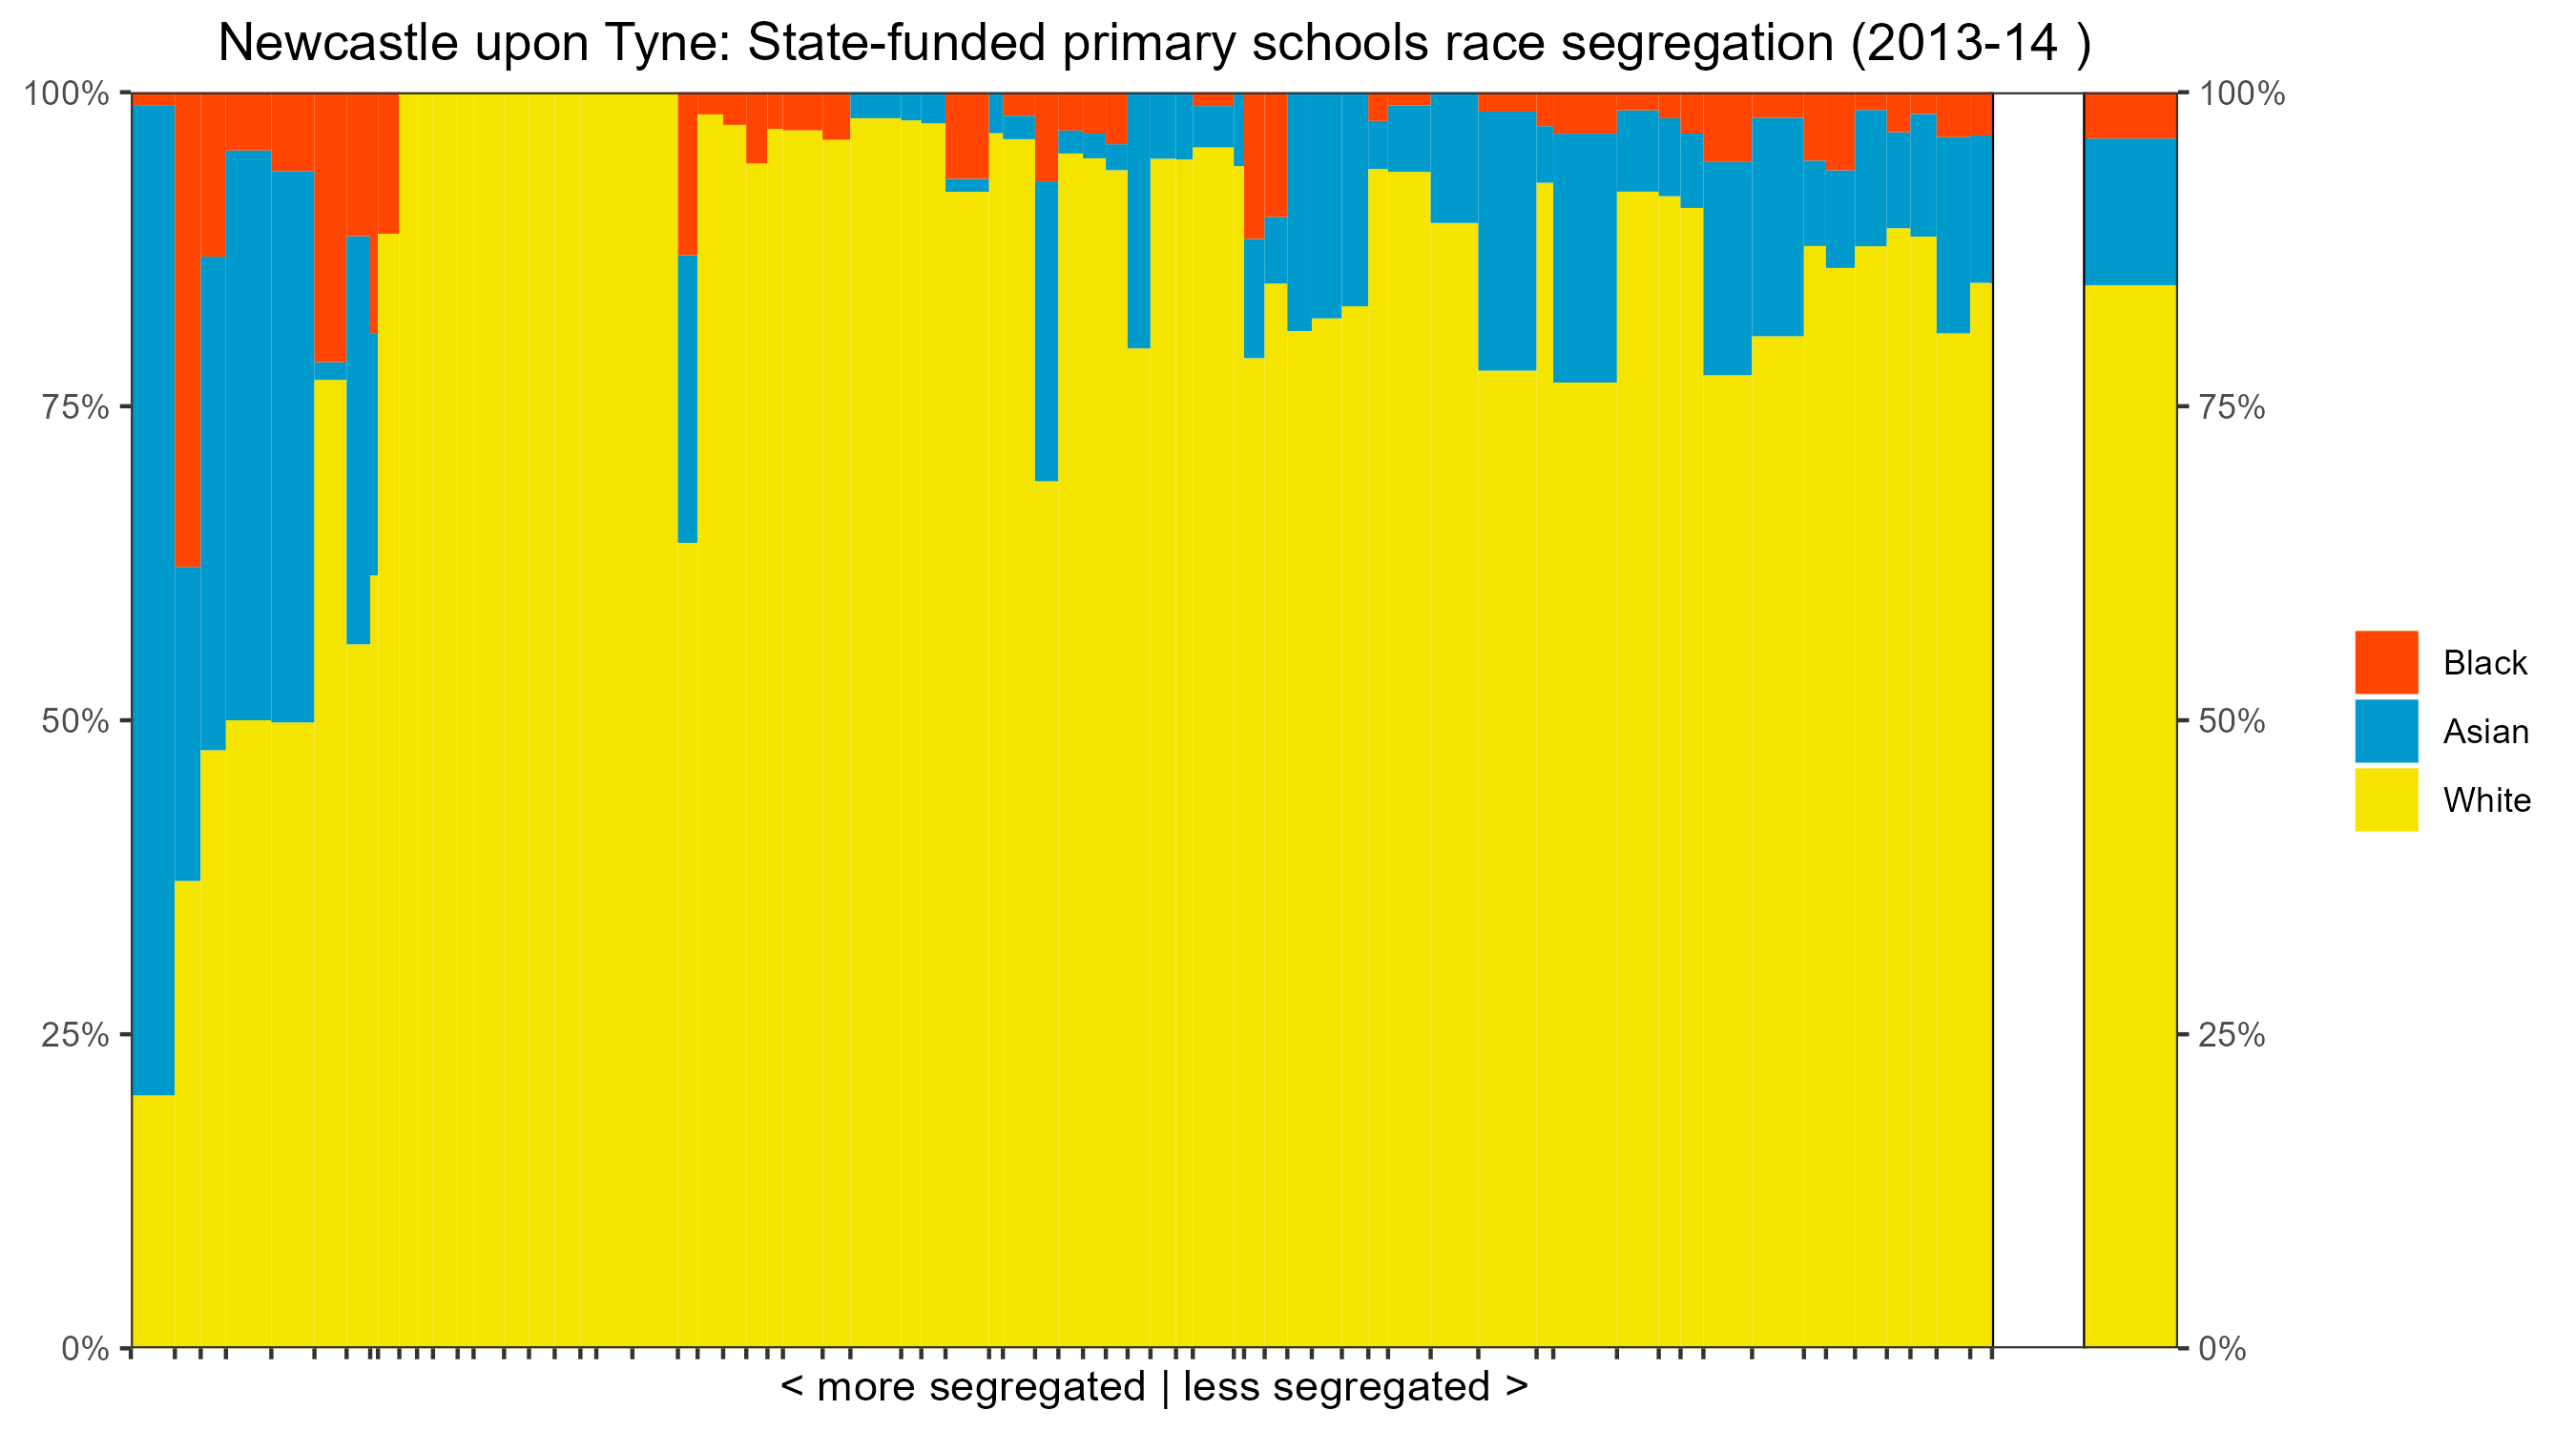 Newcastle upon Tyne: State-funded primary schools race segregation (2013-14 )
100%
75%
50%
25%
0%
100%
75%
50%
25%
0%
Black
Asian
White
< more segregated | less segregated >